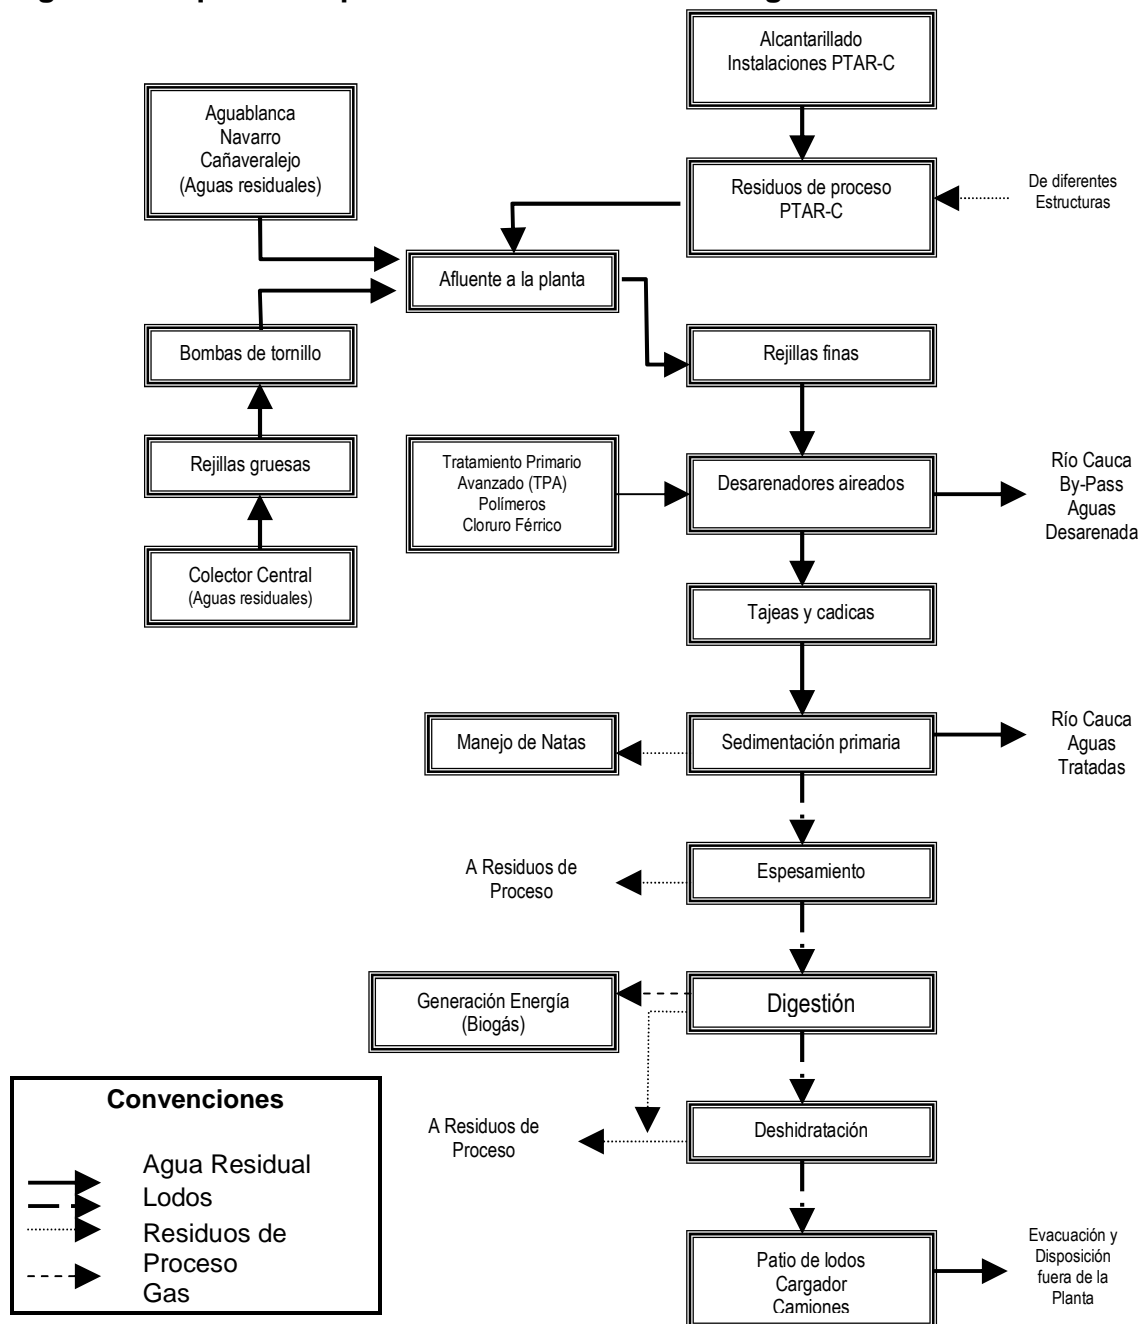 Alcantarillado
Instalaciones PTAR-C
Aguablanca
Navarro
Cañaveralejo
(Aguas residuales)
Residuos de proceso
PTAR-C
De diferentes
Estructuras
Afluente a la planta
Bombas de tornillo
Rejillas finas
Rejillas gruesas
Tratamiento Primario
Avanzado (TPA)
Polímeros
Cloruro Férrico
Desarenadores aireados
Río Cauca
By-Pass
Aguas
Desarenada
Colector Central
(Aguas residuales)
Tajeas y cadicas
Manejo de Natas
Sedimentación primaria
Río Cauca
Aguas
Tratadas
A Residuos de
Proceso
Espesamiento
Generación Energía
(Biogás)
Digestión
A Residuos de
Proceso
Deshidratación
Patio de lodos
Cargador
Camiones
Evacuación y
Disposición
fuera de la
Planta
Convenciones
Agua Residual
Lodos
Residuos de
Proceso
Gas